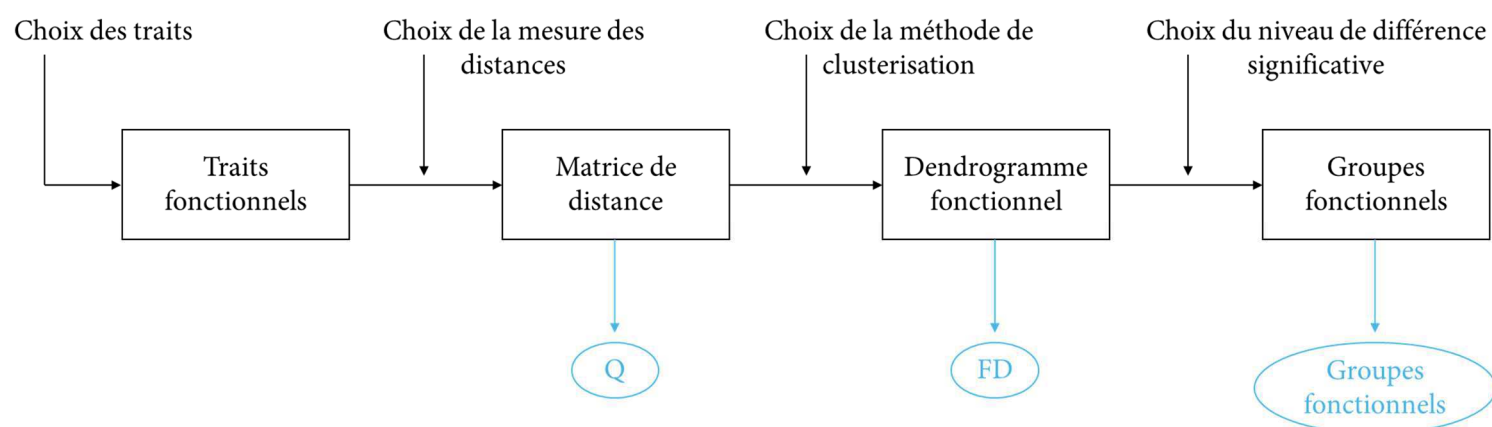 Choix des traits
Choix de la mesure des
distances
Choix de la méthode de
clusterisation
Choix du niveau de différence
significative
Traits
fonctionnels
Matrice de
distance
Dendrogramme
fonctionnel
Groupes
fonctionnels
Q
FD
Groupes
fonctionnels